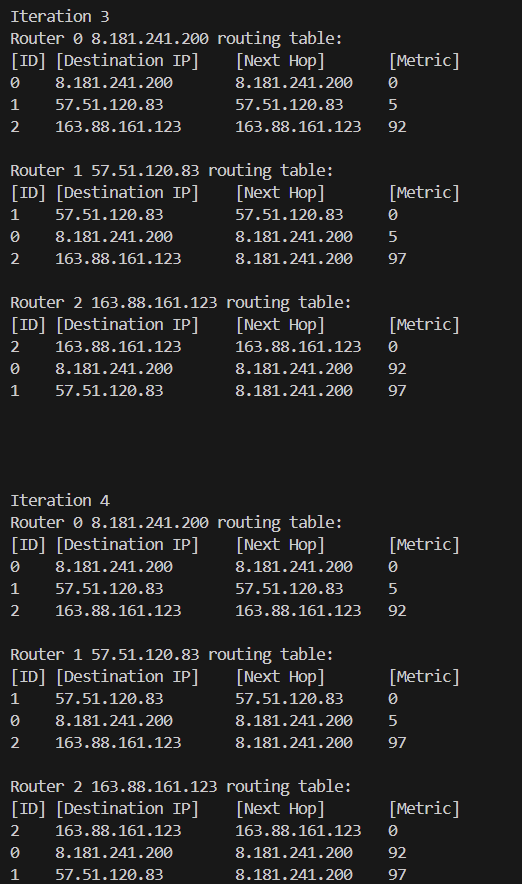 Iteration 3
Router 0 8.181.241.200 routing table:
[ID] [Destination IP] [Next Hop] [Metric]
0 8.181.241.200 8.181.241.200 0
1 57.51.120.83 57.51.120.83 5
2 163.88.161.123 163.88.161.123 92
Router 1 57.51.120.83 routing table:
[ID] [Destination IP] [Next Hop] [Metric]
1 57.51.120.83 57.51.120.83 0
0 8.181.241.200 8.181.241.200 5
2 163.88.161.123 8.181.241.200 97
Router 2 163.88.161.123 routing table:
[ID] [Destination IP] [Next Hop] [Metric]
2 163.88.161.123 163.88.161.123 0
0 8.181.241.200 8.181.241.200 92
1 57.51.120.83 8.181.241.200 97
Iteration 4
Router 0 8.181.241.200 routing table:
[ID] [Destination IP] [Next Hop] [Metric]
0 8.181.241.200 8.181.241.200 0
1 57.51.120.83 57.51.120.83 5
2 163.88.161.123 163.88.161.123 92
Router 1 57.51.120.83 routing table:
[ID] [Destination IP] [Next Hop] [Metric]
1 57.51.120.83 57.51.120.83 0
0 8.181.241.200 8.181.241.200 5
2 163.88.161.123 8.181.241.200 97
Router 2 163.88.161.123 routing table:
[ID] [Destination IP] [Next Hop] [Metric]
2 163.88.161.123 163.88.161.123 0
0 8.181.241.200 8.181.241.200 92
1 57.51.120.83 8.181.241.200 97